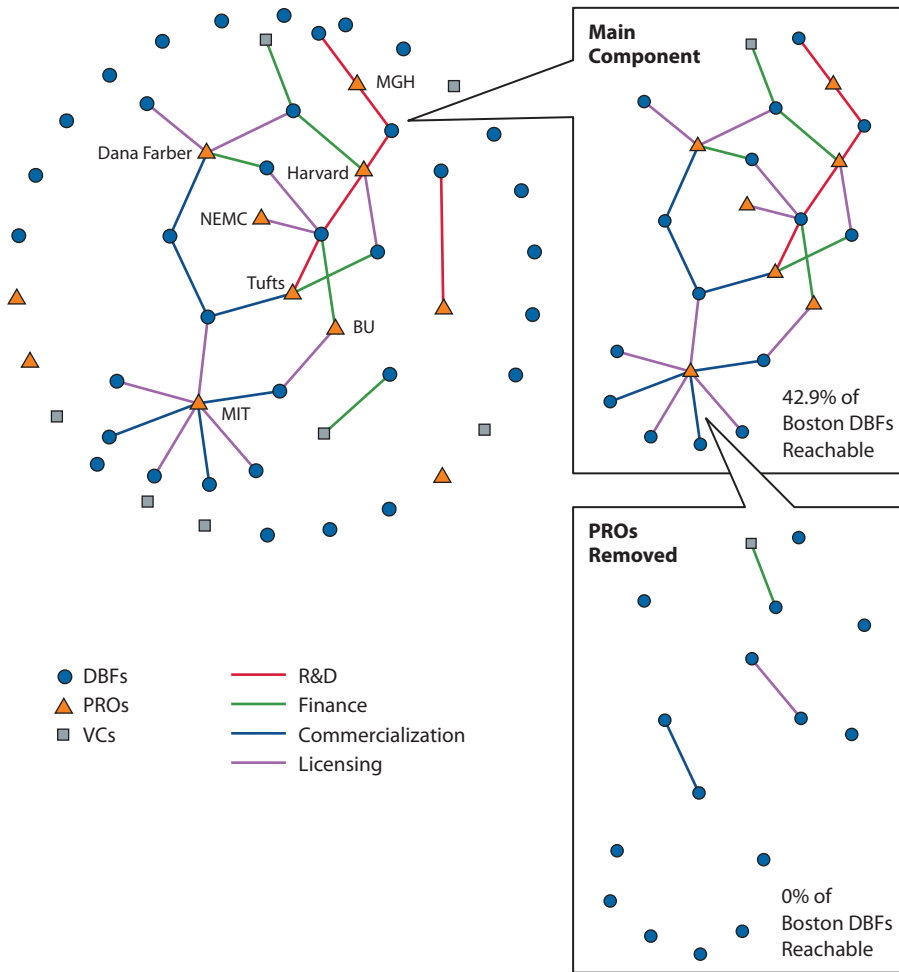 MGH
Dana Farber
Harvard
NEMC
Tufts
BU
MIT
DBFs
PROs
VCs
R&D
Finance
Commercialization
Licensing
Main
Component
42.9% of
Boston DBFs
Reachable
PROs
Removed
0% of
Boston DBFs
Reachable